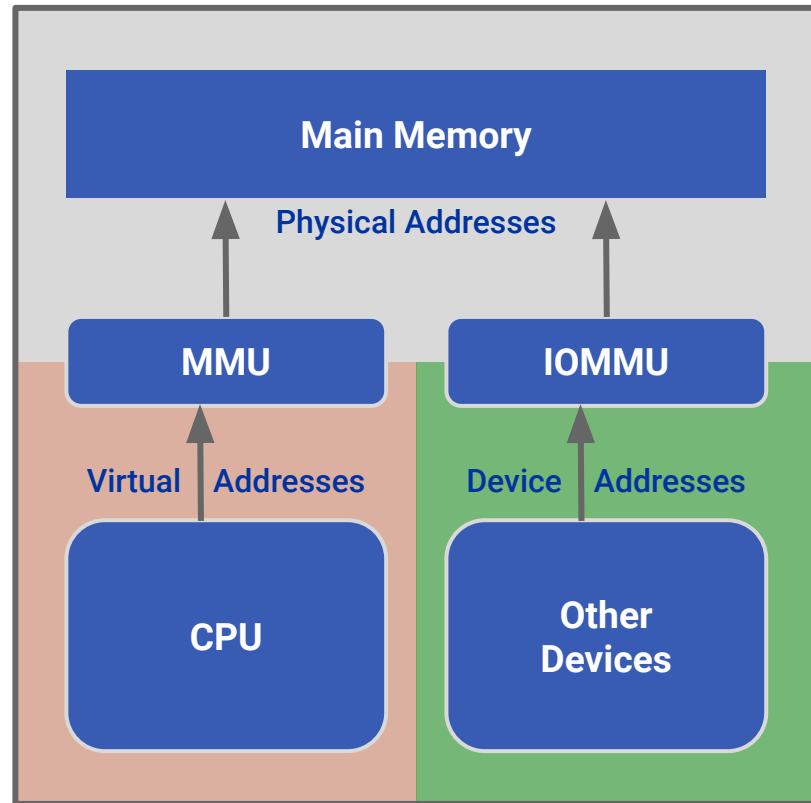 Main Memory
Physical Addresses
MMU
IOMMU
Virtual Addresses
Device Addresses
CPU
Other
Devices